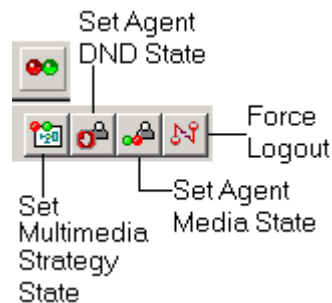 Set Agent
DND State
Force
Logout
Set Agent
Media State
Set
Multimedia
Strategy
State